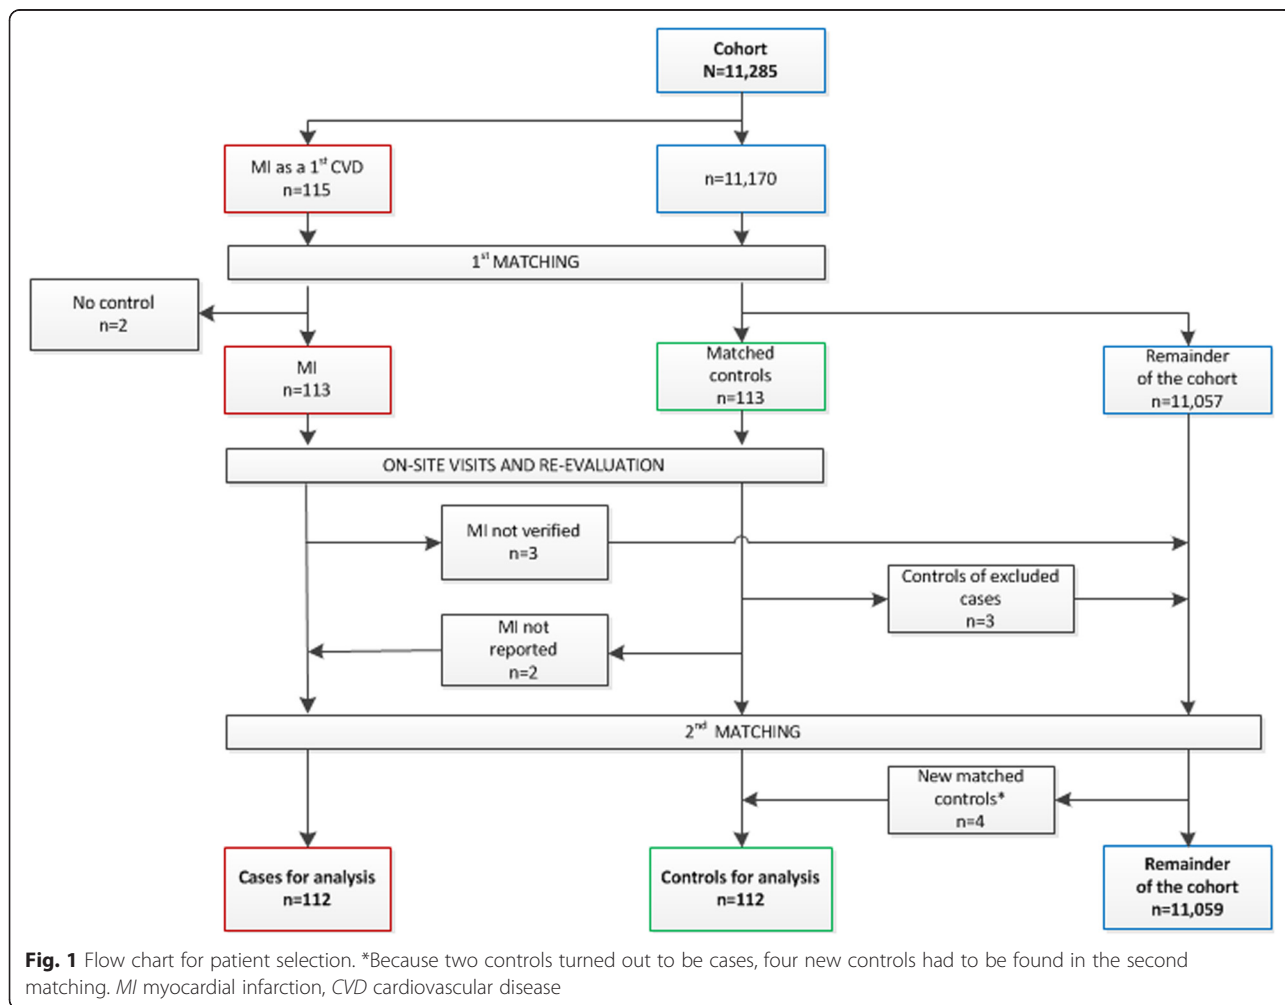 Cohort
N=11,285
MI as a 1st CVD
n=115
n=11,170
1st MATCHING
No control
n=2
MI
n=113
Matched
controls
n=113
Remainder
of the cohort
n=11,057
ON-SITE VISITS AND RE-EVALUATION
MI not verified
n=3
Controls of excluded
cases
n=3
MI not
reported
n=2
2nd MATCHING
New matched
controls*
n=4
Cases for analysis
n=112
Controls for analysis
n=112
Remainder
of the cohort
n=11,059
Fig. 1 Flow chart for patient selection. *Because two controls turned out to be cases, four new controls had to be found in the second
matching. MI myocardial infarction, CVD cardiovascular disease